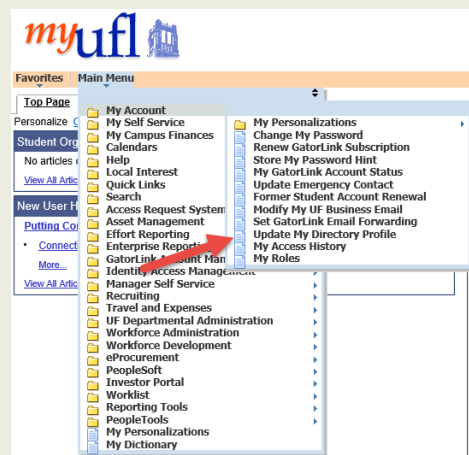 myufl
Favorites Main Menu
Top Page
Personalize
Student Org
No articles
View All Artic
New User H
Putting Co
Connect
More...
View All Artic
My Account
My Self Service
My Campus Finances
Calendars
Help
Local Interest
Quick Links
Search
Access Request System
Asset Management
Effort Reporting
Enterprise Reporting
GatorLink Account Man
Identity Access Management
Manager Self Service
Recruiting
Travel and Expenses
UF Departmental Administration
Workforce Administration
Workforce Development
eProcurement
PeopleSoft
Investor Portal
Worklist
Reporting Tools
PeopleTools
My Personalizations
My Dictionary
My Personalizations
Change My Password
Renew GatorLink Subscription
Store My Password Hint
My GatorLink Account Status
Update Emergency Contact
Former Student Account Renewal
Modify My UF Business Email
Set GatorLink Email Forwarding
Update My Directory Profile
My Access History
My Roles